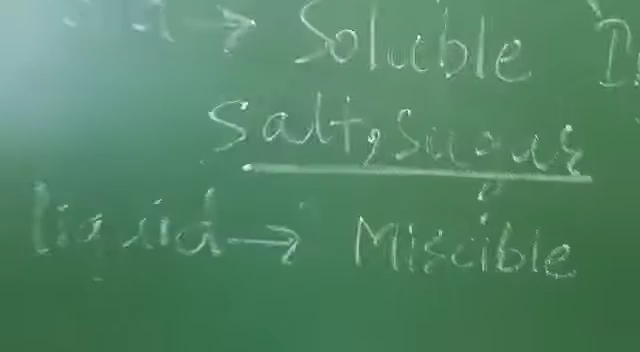 → Soluble
Salt, Sugar
liquid → Miscible